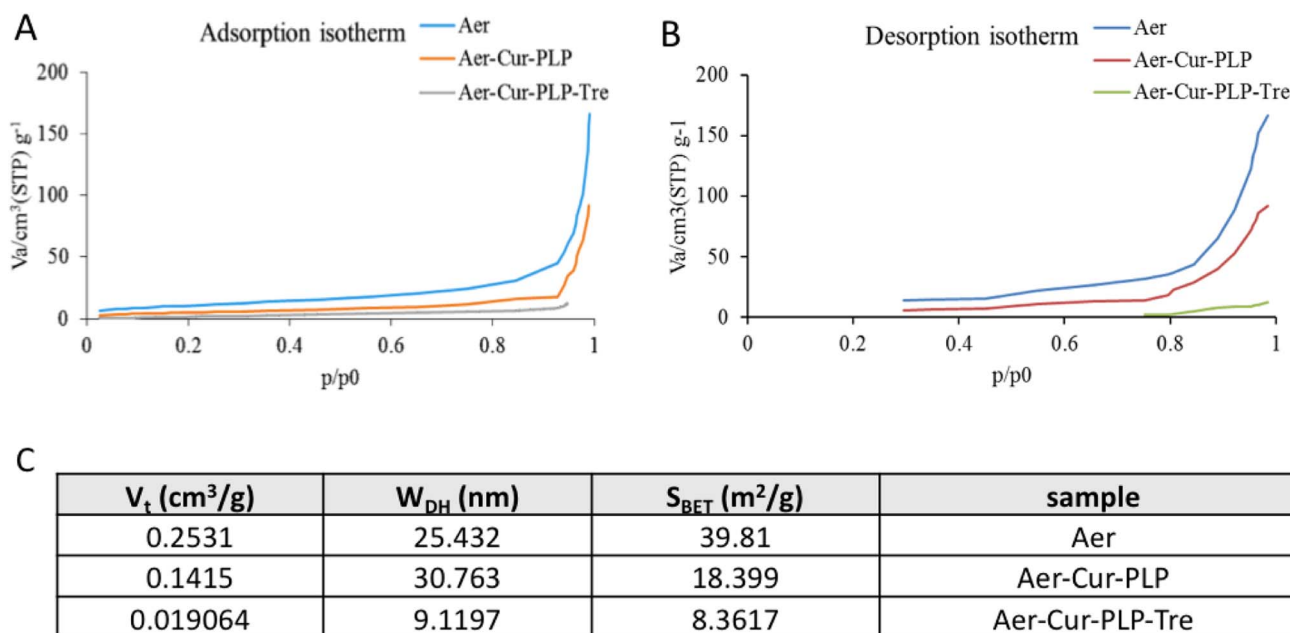 A
Adsorption isotherm
Aer
Aer-Cur-PLP
Aer-Cur-PLP-Tre
Va/cm³(STP) g⁻¹
200
150
100
50
0
0 0.2 0.4 0.6 0.8 1
p/p0
B
Desorption isotherm
Aer
Aer-Cur-PLP
Aer-Cur-PLP-Tre
Va/cm3(STP) g-1
200
150
100
50
0
0 0.2 0.4 0.6 0.8 1
p/p0
C
Vₜ (cm³/g) W_DH (nm) S_BET (m²/g) sample
0.2531 25.432 39.81 Aer
0.1415 30.763 18.399 Aer-Cur-PLP
0.019064 9.1197 8.3617 Aer-Cur-PLP-Tre